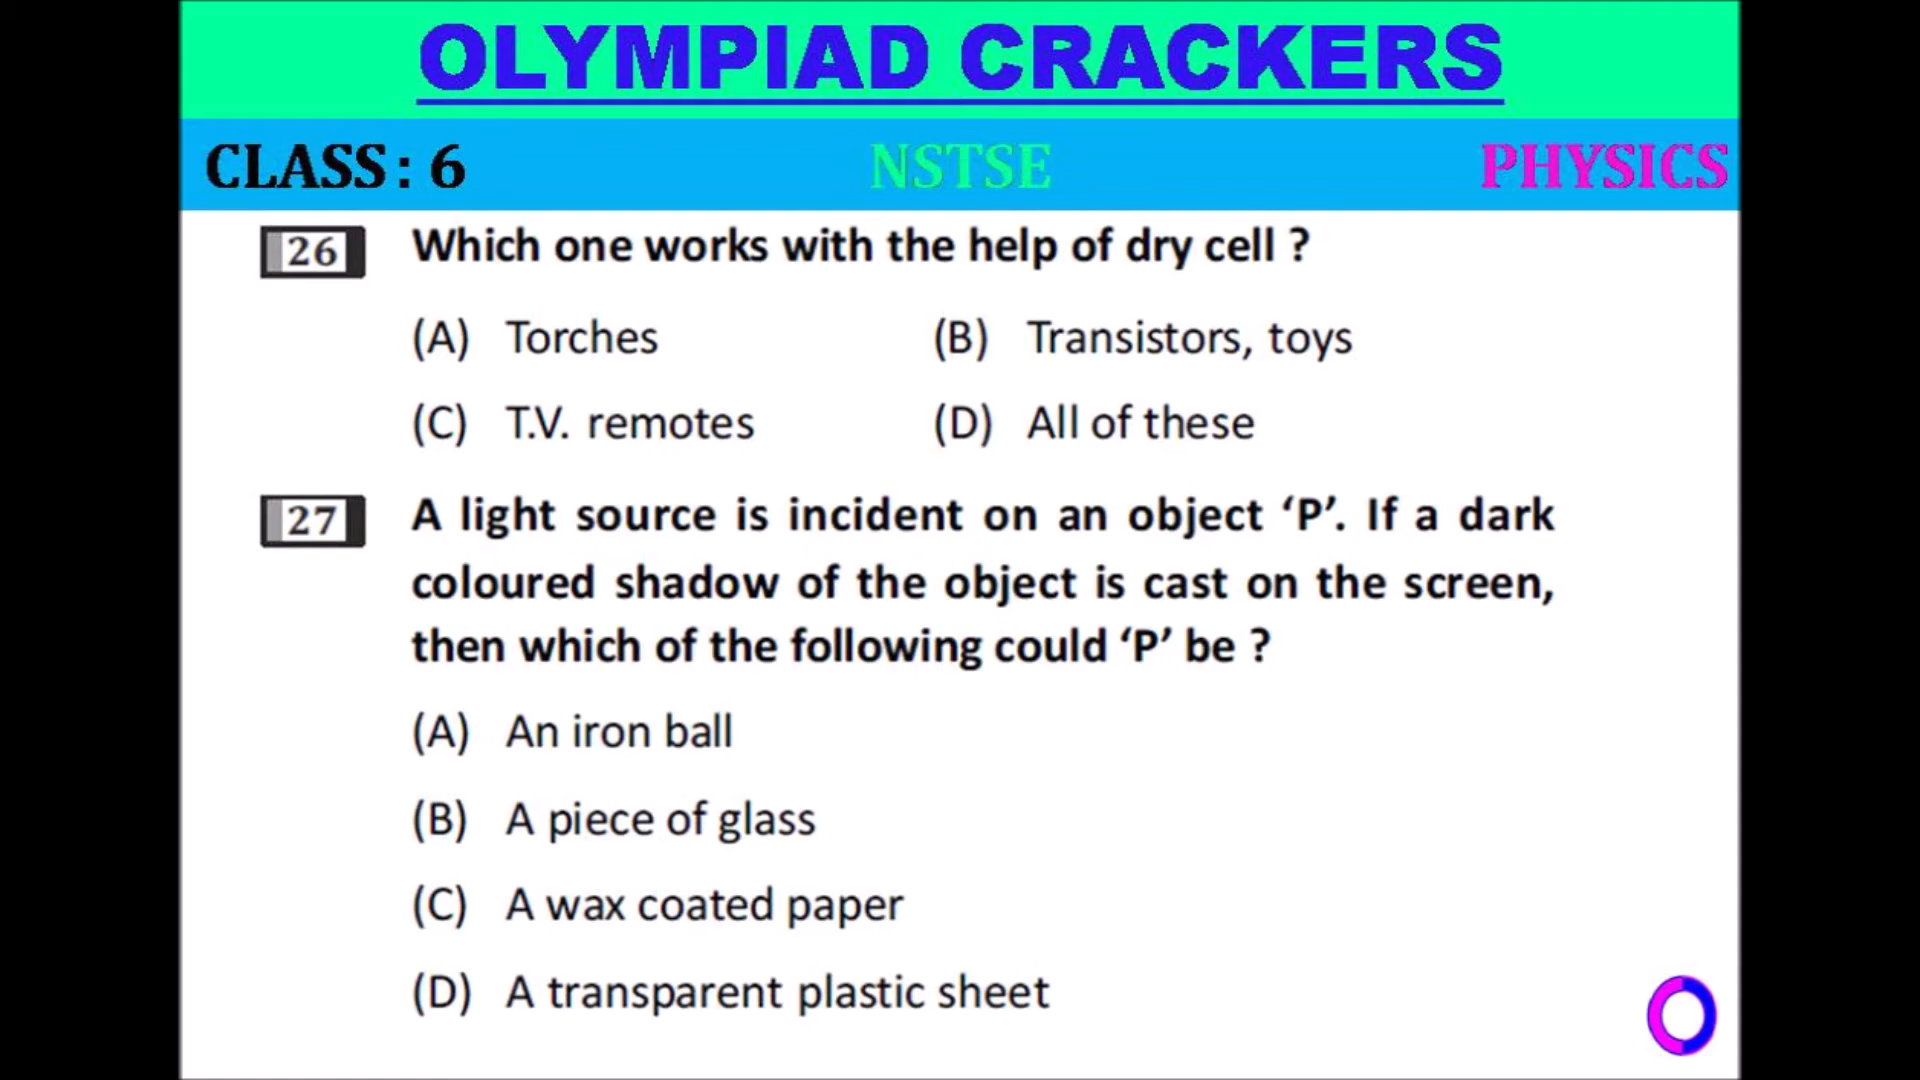 OLYMPIAD CRACKERS
CLASS : 6 NSTSE PHYSICS
26 Which one works with the help of dry cell ?
(A) Torches (B) Transistors, toys
(C) T.V. remotes (D) All of these
27 A light source is incident on an object ‘P’. If a dark
coloured shadow of the object is cast on the screen,
then which of the following could ‘P’ be ?
(A) An iron ball
(B) A piece of glass
(C) A wax coated paper
(D) A transparent plastic sheet